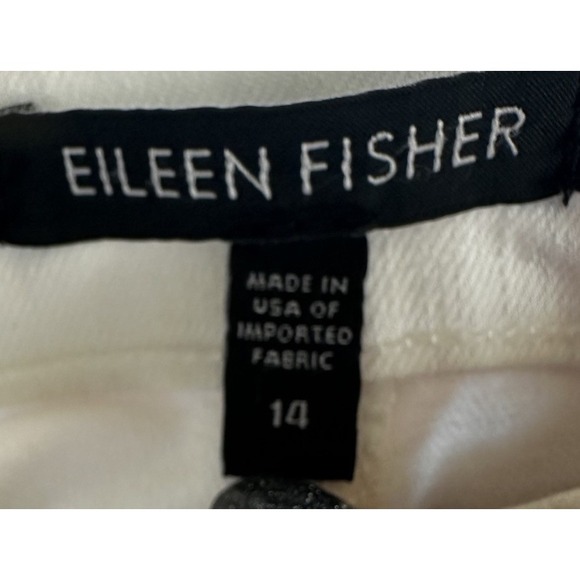 EILEEN FISHER
MADE IN
USA OF
IMPORTED
FABRIC
14